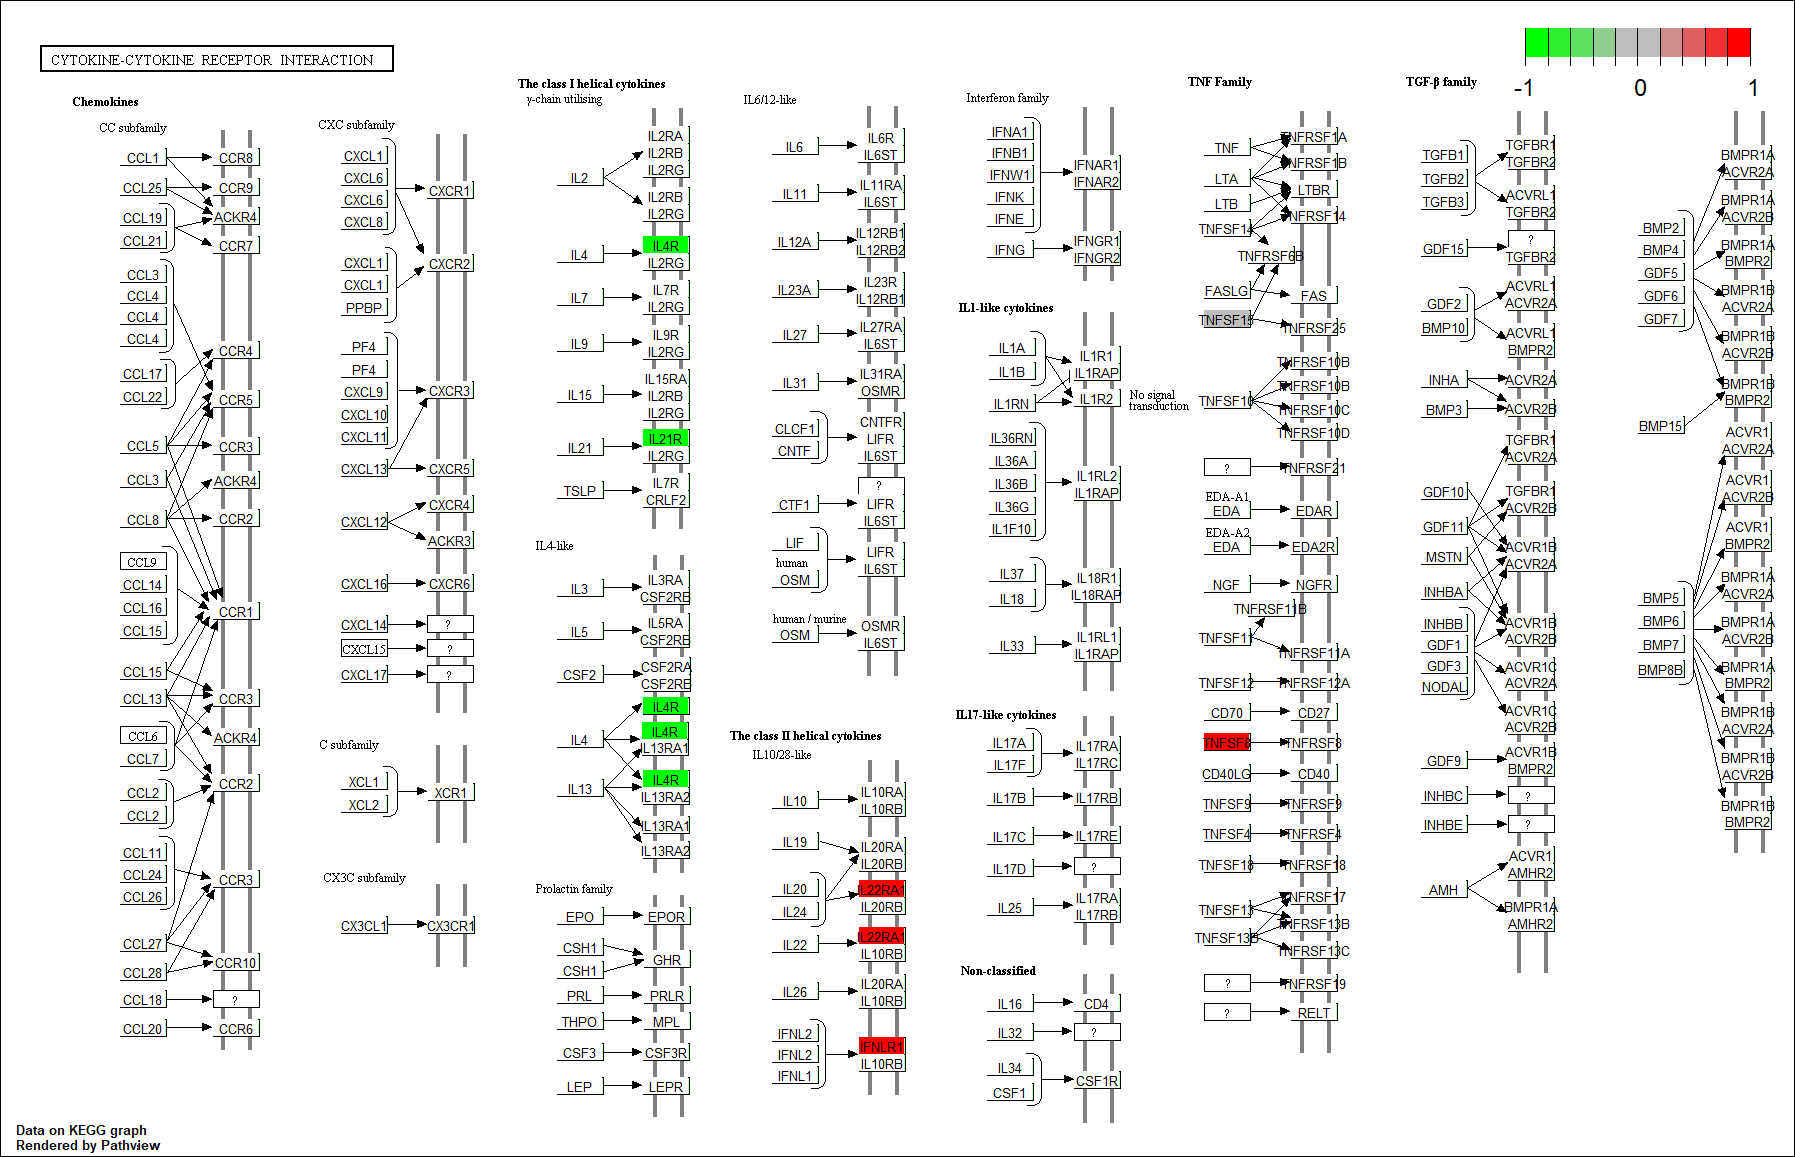 CYTOKINE-CYTOKINE RECEPTOR INTERACTION
-1 0 1
Chemokines
CC subfamily
CCL1
CCL25
CCL19
CCL21
CCL3
CCL4
CCL4
CCL4
CCL17
CCL22
CCL5
CCL3
CCL8
CCL9
CCL14
CCL16
CCL15
CCL15
CCL13
CCL6
CCL7
CCL2
CCL2
CCL11
CCL24
CCL26
CCL27
CCL28
CCL18
CCL20
CCR8
CCR9
ACKR4
CCR7
CCR4
CCR5
CCR3
ACKR4
CCR2
CCR1
CCR3
ACKR4
CCR2
CCR3
CCR10
?
CCR6
CXC subfamily
CXCL1
CXCL6
CXCL6
CXCL8
CXCL1
CXCL1
PPBP
PF4
PF4
CXCL9
CXCL10
CXCL11
CXCL13
CXCL12
CXCL16
CXCL14
CXCL15
CXCL17
CXCR1
CXCR2
CXCR3
CXCR5
CXCR4
ACKR3
CXCR6
?
?
?
C subfamily
XCL1
XCL2
XCR1
CX3C subfamily
CX3CL1
CX3CR1
The class I helical cytokines
γ-chain utilising
IL2
IL4
IL7
IL9
IL15
IL21
TSLP
IL2RA
IL2RB
IL2RG
IL2RB
IL2RG
IL4R
IL2RG
IL7R
IL2RG
IL9R
IL2RG
IL15RA
IL2RB
IL2RG
IL21R
IL2RG
IL7R
CRLF2
IL4-like
IL3
IL5
CSF2
IL4
IL13
IL3RA
CSF2RB
IL5RA
CSF2RB
CSF2RA
CSF2RB
IL4R
IL4R
IL13RA1
IL4R
IL13RA2
IL13RA1
IL13RA2
Prolactin family
EPO
CSH1
CSH1
PRL
THPO
CSF3
LEP
EPOR
GHR
PRLR
MPL
CSF3R
LEPR
IL6/12-like
IL6
IL11
IL12A
IL23A
IL27
IL31
CLCF1
CNTF
CTF1
LIF
human
OSM
human / murine
OSM
IL6R
IL6ST
IL11RA
IL6ST
IL12RB1
IL12RB2
IL23R
IL12RB1
IL27RA
IL6ST
IL31RA
OSMR
CNTFR
LIFR
IL6ST
?
LIFR
IL6ST
LIFR
IL6ST
OSMR
IL6ST
The class II helical cytokines
IL10/28-like
IL10
IL19
IL20
IL24
IL22
IL26
IFNL2
IFNL2
IFNL1
IL10RA
IL10RB
IL20RA
IL20RB
IL22RA1
IL20RB
IL22RA1
IL10RB
IL20RA
IL10RB
IFNLR1
IL10RB
Interferon family
IFNA1
IFNB1
IFNW1
IFNK
IFNE
IFNG
IFNAR1
IFNAR2
IFNGR1
IFNGR2
IL1-like cytokines
IL1A
IL1B
IL1RN
IL36RN
IL36A
IL36B
IL36G
IL1F10
IL37
IL18
IL33
IL1R1
IL1RAP
IL1R2
No signal
transduction
IL1RL2
IL1RAP
IL18R1
IL18RAP
IL1RL1
IL1RAP
IL17-like cytokines
IL17A
IL17F
IL17B
IL17C
IL17D
IL25
IL17RA
IL17RC
IL17RB
IL17RE
?
IL17RA
IL17RB
Non-classified
IL16
IL32
IL34
CSF1
CD4
?
CSF1R
TNF Family
TNF
LTA
LTB
TNFSF14
FASLG
TNFSF15
TNFSF10
?
EDA-A1
EDA
EDA-A2
EDA
NGF
TNFSF11
TNFSF12
CD70
TNFSF8
CD40LG
TNFSF9
TNFSF4
TNFSF18
TNFSF13
TNFSF13B
?
?
TNFRSF1A
TNFRSF1B
LTBR
TNFRSF14
TNFRSF6B
FAS
TNFRSF25
TNFRSF10B
TNFRSF10B
TNFRSF10C
TNFRSF10D
TNFRSF21
EDAR
EDA2R
NGFR
TNFRSF11B
TNFRSF11A
TNFRSF12A
CD27
TNFRSF8
CD40
TNFRSF9
TNFRSF4
TNFRSF18
TNFRSF17
TNFRSF13B
TNFRSF13C
TNFRSF19
RELT
TGF-β family
TGFB1
TGFB2
TGFB3
GDF15
GDF2
BMP10
INHA
BMP3
GDF10
GDF11
MSTN
INHBA
INHBB
GDF1
GDF3
NODAL
GDF9
INHBC
INHBE
AMH
TGFBR1
TGFBR2
ACVRL1
TGFBR2
?
TGFBR2
ACVRL1
ACVR2A
ACVRL1
BMPR2
ACVR2A
ACVR2B
TGFBR1
ACVR2A
TGFBR1
ACVR2B
ACVR1B
ACVR2A
ACVR1B
ACVR2B
ACVR1C
ACVR2A
ACVR1C
ACVR2B
ACVR1B
BMPR2
?
?
ACVR1
AMHR2
BMPR1A
AMHR2
BMP2
BMP4
GDF5
GDF6
GDF7
BMP15
BMP5
BMP6
BMP7
BMP8B
BMPR1A
ACVR2A
BMPR1A
ACVR2B
BMPR1A
BMPR2
BMPR1B
ACVR2A
BMPR1B
ACVR2B
BMPR1B
BMPR2
ACVR1
ACVR2A
ACVR1
ACVR2B
ACVR1
BMPR2
BMPR1A
ACVR2A
BMPR1A
ACVR2B
BMPR1A
BMPR2
BMPR1B
ACVR2A
BMPR1B
ACVR2B
BMPR1B
BMPR2
Data on KEGG graph
Rendered by Pathview